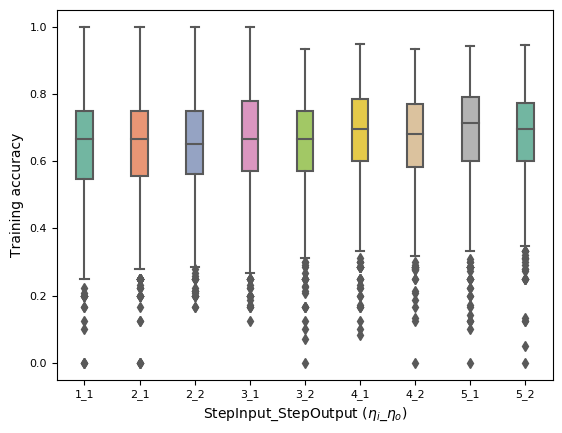 1.0
0.8
0.6
0.4
0.2
0.0
Training accuracy
1_1 2_1 2_2 3_1 3_2 4_1 4_2 5_1 5_2
StepInput_StepOutput (η_i_η_o)